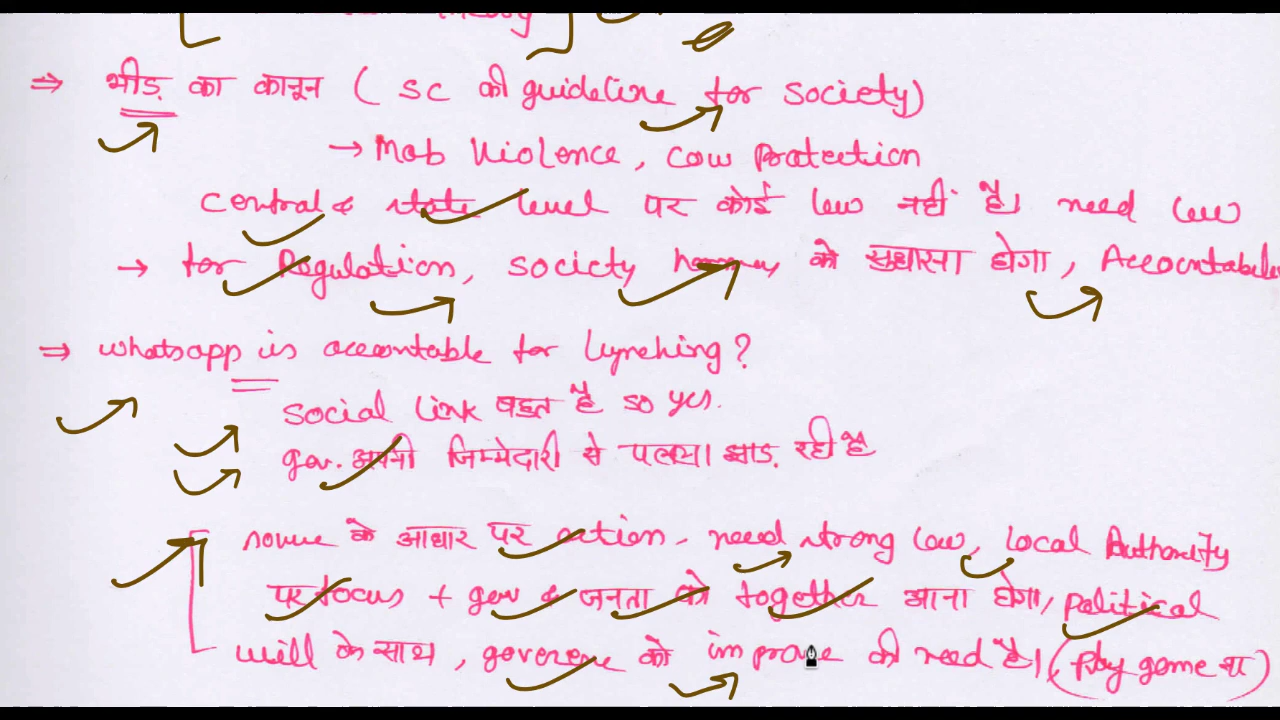 Theory
⇒ भीड़ का कानून ( SC की guideline for society)
→ Mob Violence, Cow Protection
Central & state level पर कोई law नहीं है। need law
→ for Regulation, society को सुधारना होगा, Accountable
⇒ whatsapp is accountable for lynching?
social link बहुत है so yes.
gov. अपनी जिम्मेदारी से पल्ला झाड़ रही है
के आधार पर action, need strong law, Local Authority
पर focus + gov & जनता को together आना होगा, political
will के साथ, को improve की need है। (Play game था)